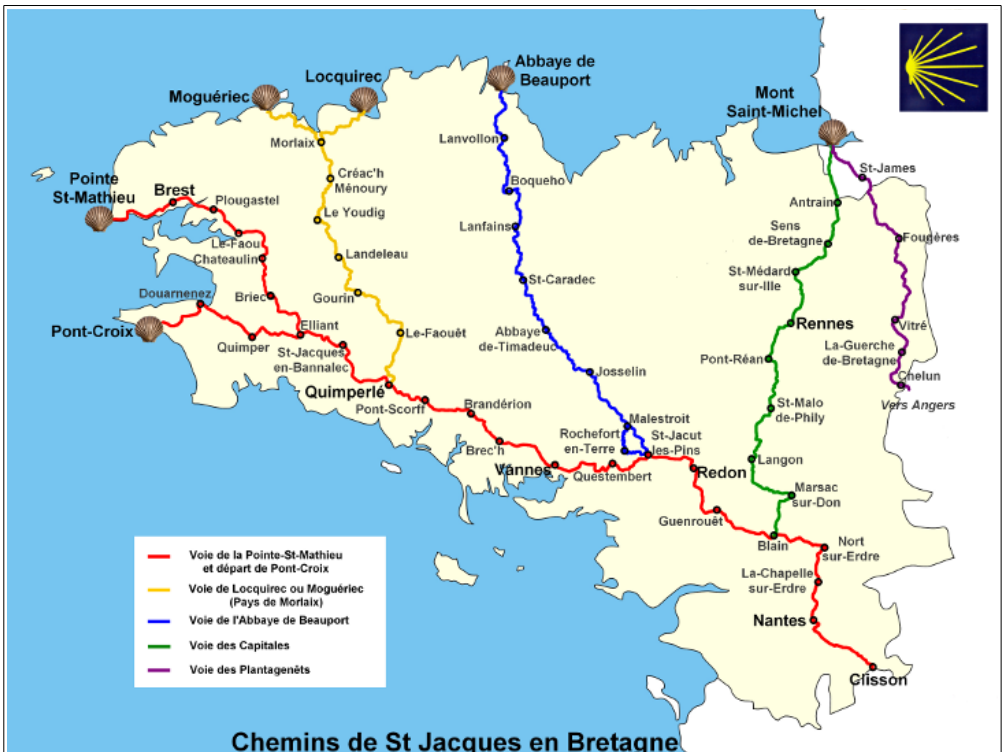 Abbaye de
Beauport
Locquirec
Moguériec
Mont
Saint-Michel
Morlaix
Lanvollon
Créac'h
Ménoury
Boqueho
St-James
Pointe
St-Mathieu
Brest
Plougastel
Le Youdig
Antrain
Lanfains
Sens
de-Bretagne
Fougères
Le-Faou
Chateaulin
Landeleau
St-Médard
sur-Ille
St-Caradec
Douarnenez
Briec
Gourin
Pont-Croix
Elliant
Le-Faouêt
Abbaye
de-Timadeuc
Rennes
Vitré
Quimper
St-Jacques
en-Bannalec
La-Guerche
de-Bretagne
Pont-Réan
Josselin
Quimperlé
Chelun
Vers Angers
Pont-Scorff
Brandérion
St-Malo
de-Phily
Malestroit
Rochefort
en-Terre
St-Jacut
les-Pins
Brec'h
Vannes
Questembert
Redon
Langon
Marsac
sur-Don
Guenrouêt
Blain
Nort
sur-Erdre
La-Chapelle
sur-Erdre
Nantes
Clisson
Voie de la Pointe-St-Mathieu
et départ de Pont-Croix
Voie de Locquirec ou Moguériec
(Pays de Morlaix)
Voie de l'Abbaye de Beauport
Voie des Capitales
Voie des Plantagenêts
Chemins de St Jacques en Bretagne